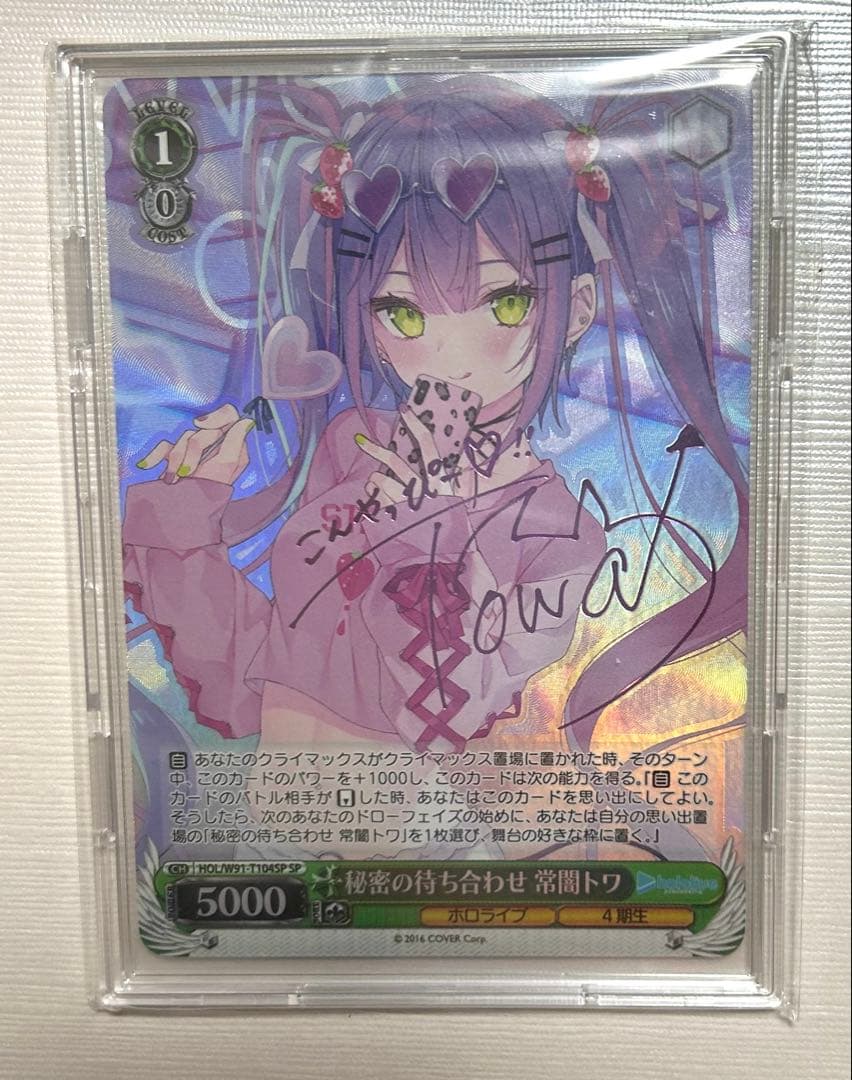 LEVEL
1
0
COST
ST
こんやっぴ!!
Towa
自 あなたのクライマックスがクライマックス置場に置かれた時、そのターン
中、このカードのパワーを+1000し、このカードは次の能力を得る。『自 この
カードのバトル相手が した時、あなたはこのカードを思い出にしてよい。
そうしたら、次のあなたのドローフェイズの始めに、あなたは自分の思い出置
場の「秘密の待ち合わせ 常闇トワ」を1枚選び、舞台の好きな枠に置く。』
CH HOL/W91-T104SP SP
秘密の待ち合わせ 常闇トワ hololive
POWER 5000 SOUL
ホロライブ 4期生
© 2016 COVER Corp.